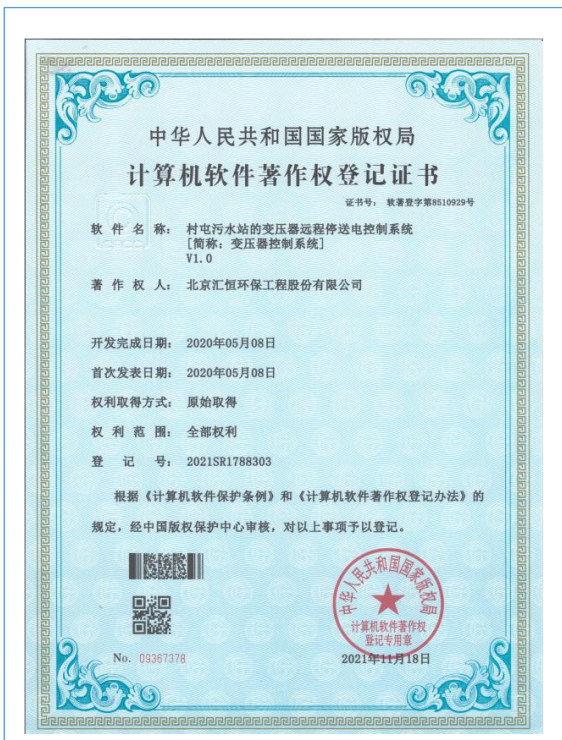 中华人民共和国国家版权局
计算机软件著作权登记证书
证书号： 软著登字第8510929号
软件名称： 村屯污水站的变压器远程停送电控制系统
[简称：变压器控制系统]
V1.0
著作权人： 北京汇恒环保工程股份有限公司
开发完成日期： 2020年05月08日
首次发表日期： 2020年05月08日
权利取得方式： 原始取得
权利范围： 全部权利
登记号： 2021SR1788303
根据《计算机软件保护条例》和《计算机软件著作权登记办法》的
规定，经中国版权保护中心审核，对以上事项予以登记。
中华人民共和国国家版权局
计算机软件著作权
登记专用章
No. 09367378
2021年11月18日